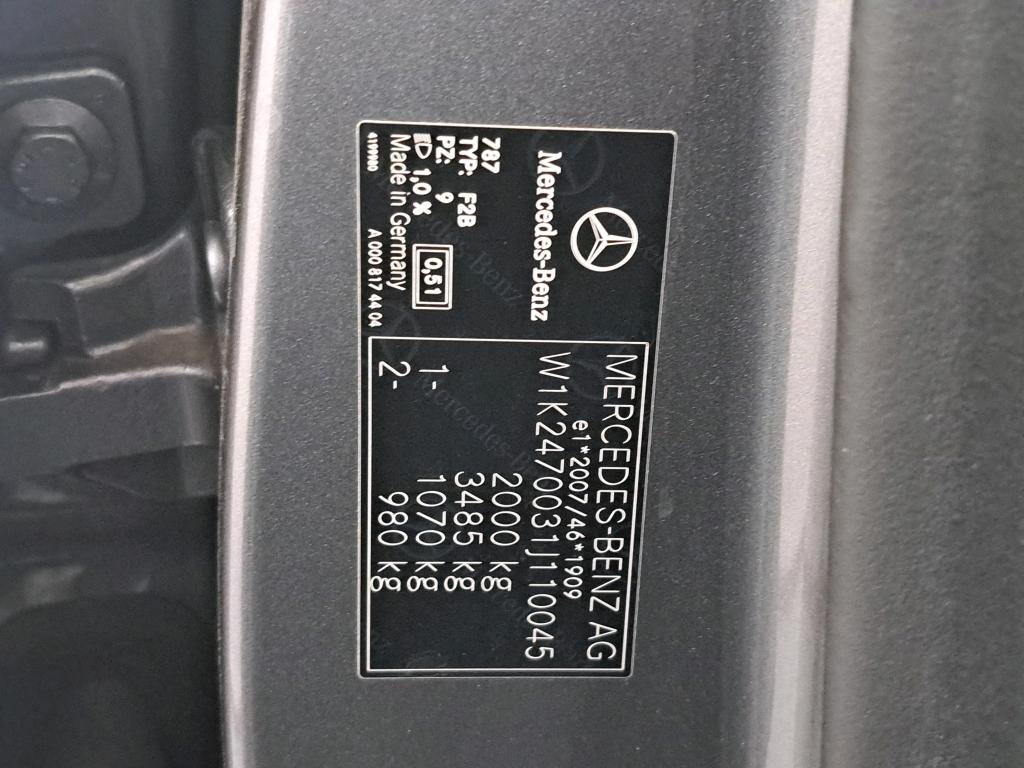 Mercedes-Benz
787
TYP: F2B
PZ: 9
1,0 %
0,51
Made in Germany
4199980
A 000 817 44 04
MERCEDES-BENZ AG
e1*2007/46*1909
W1K2470031J110045
2000 kg
3485 kg
1- 1070 kg
2- 980 kg